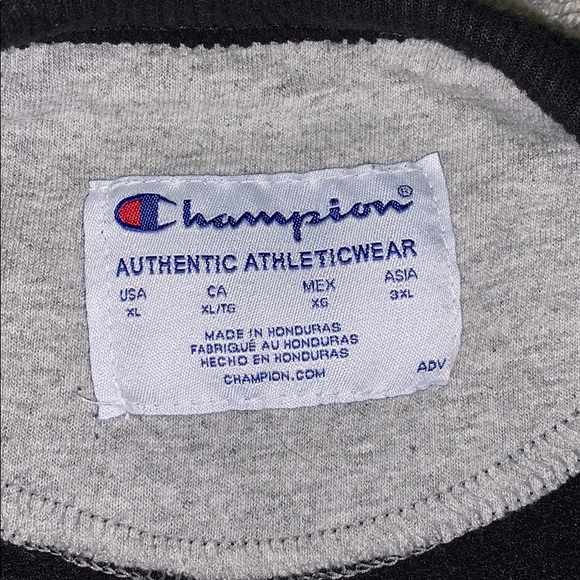 Champion®
AUTHENTIC ATHLETICWEAR
USA CA MEX ASIA
XL XL/TG XG 3XL
MADE IN HONDURAS
FABRIQUÉ AU HONDURAS
HECHO EN HONDURAS
CHAMPION.COM
ADV